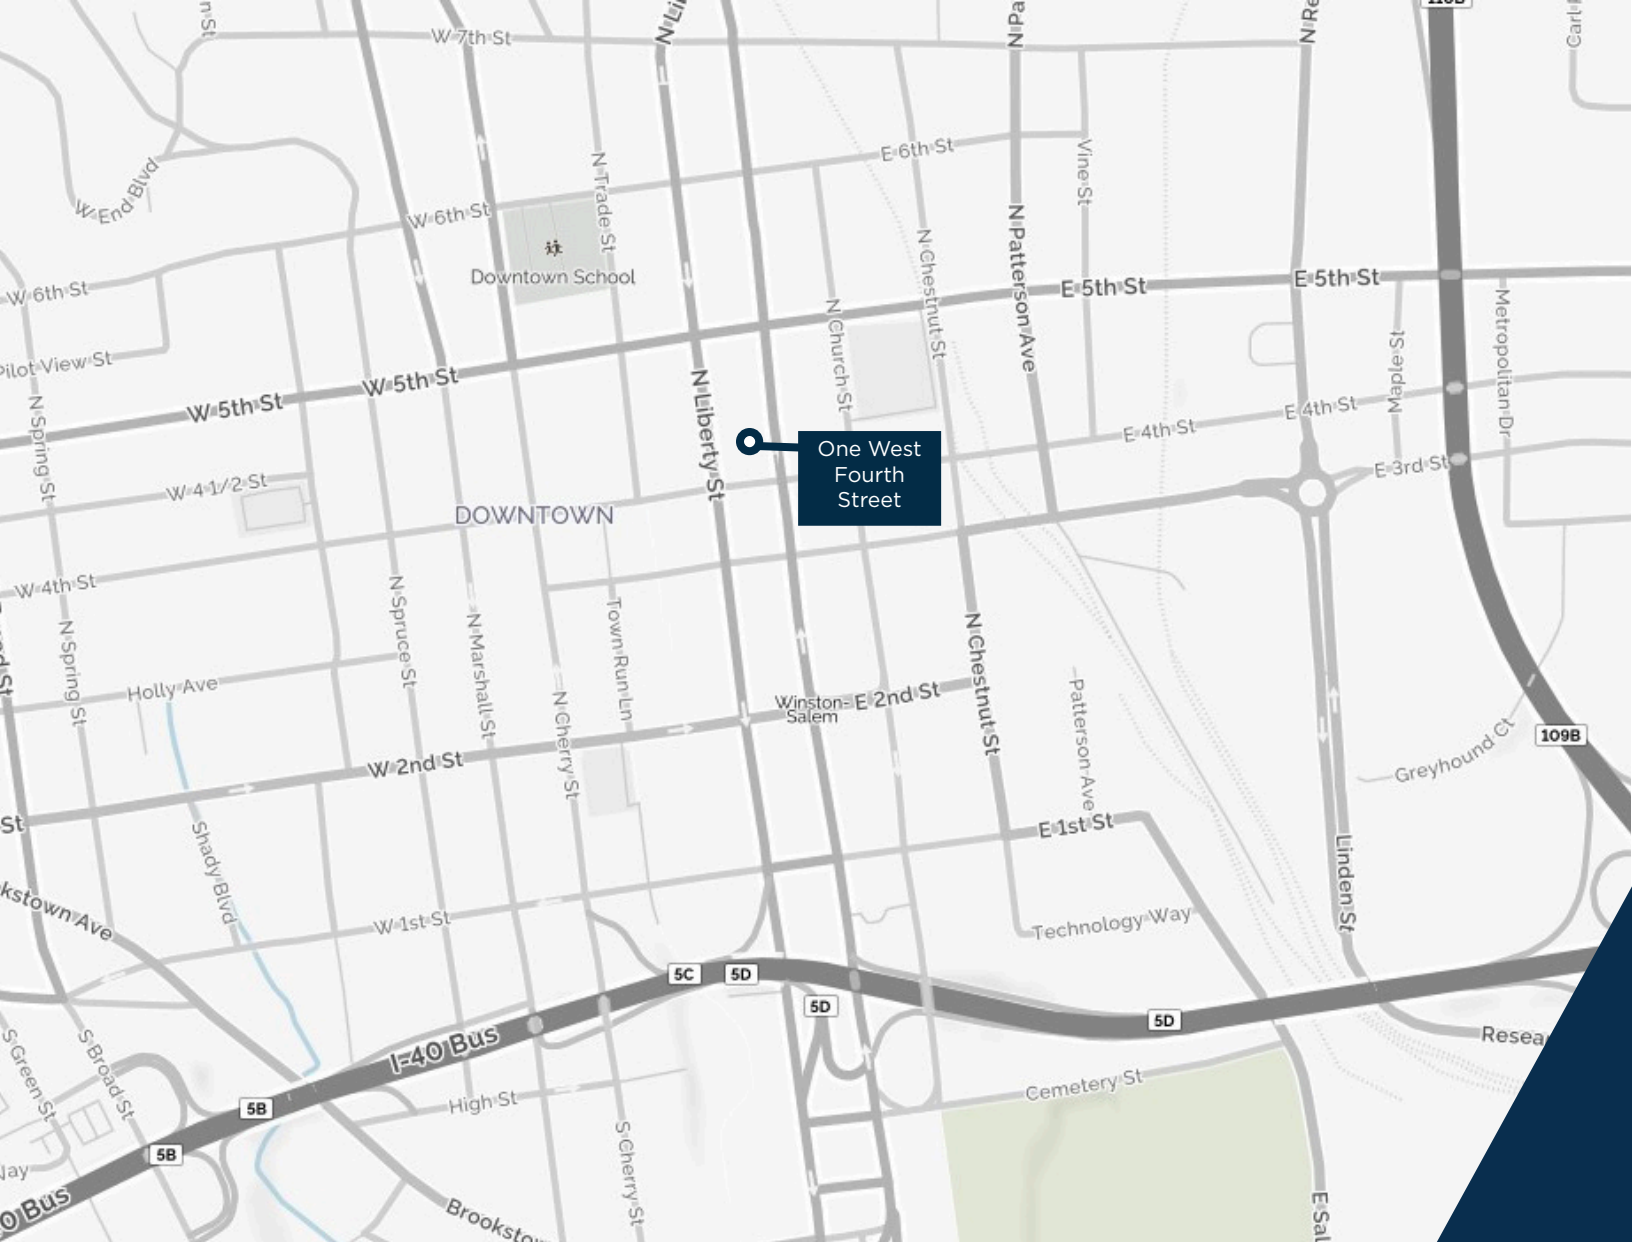 W 7th St
W End Blvd
W 6th St
Downtown School
N Trade St
E 6th St
Vine St
N Chestnut St
N Patterson Ave
E 5th St
E 5th St
W 6th St
Pilot View St
W 5th St
W 5th St
N Spring St
N Church St
N Liberty St
Maple St
Metropolitan Dr
E 4th St
E 4th St
E 3rd St
One West
Fourth
Street
W 4 1/2 St
DOWNTOWN
W 4th St
N Spring St
N Spruce St
N Marshall St
Town Run Ln
N Cherry St
N Chestnut St
Holly Ave
Winston-
Salem
E 2nd St
Patterson Ave
W 2nd St
Greyhound Ct
109B
Shady Blvd
E 1st St
Linden St
W 1st St
Technology Way
5C
5D
5D
5D
I-40 Bus
S Green St
S Broad St
5B
5B
High St
S Cherry St
Cemetery St